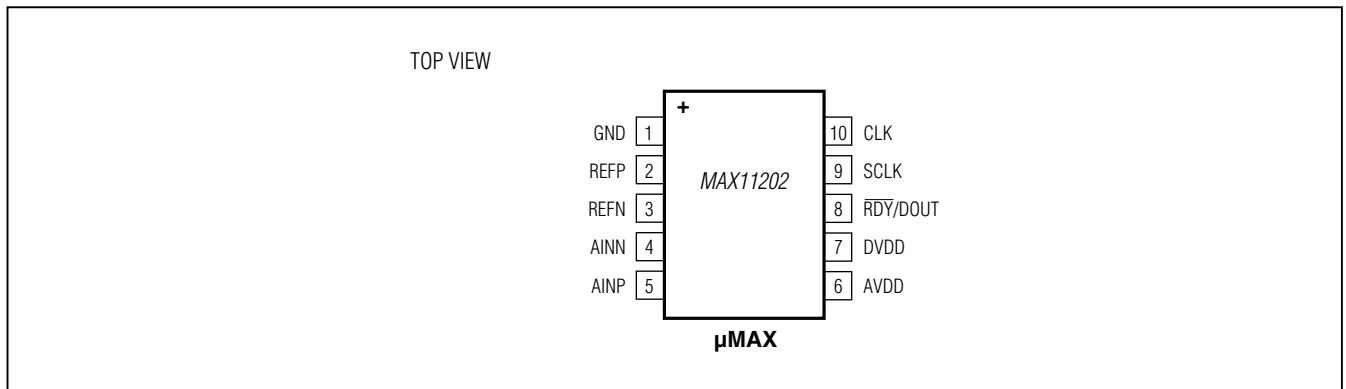 TOP VIEW
+
GND 1 10 CLK
REFP 2 MAX11202 9 SCLK
REFN 3 8 R̅D̅Y̅/DOUT
AINN 4 7 DVDD
AINP 5 6 AVDD
µMAX